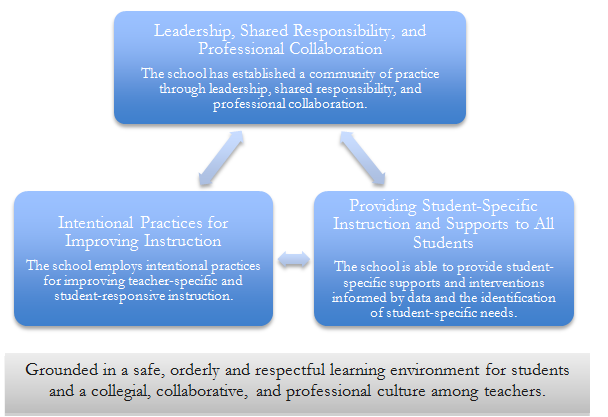 Leadership, Shared Responsibility, and
Professional Collaboration
The school has established a community of practice
through leadership, shared responsibility, and
professional collaboration.
Intentional Practices for
Improving Instruction
The school employs intentional practices
for improving teacher-specific and
student-responsive instruction.
Providing Student-Specific
Instruction and Supports to All
Students
The school is able to provide student-
specific supports and interventions
informed by data and the identification
of student-specific needs.
Grounded in a safe, orderly and respectful learning environment for students
and a collegial, collaborative, and professional culture among teachers.